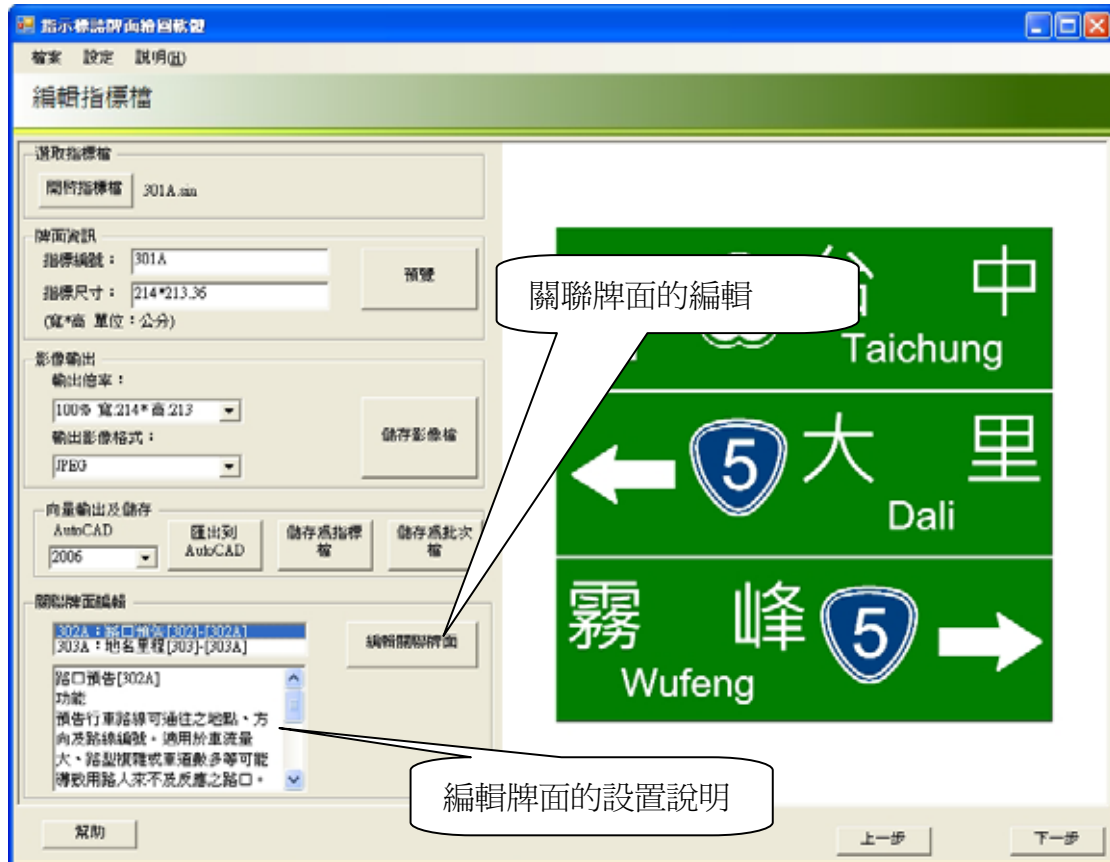 指示標誌牌面繪圖軟體
檔案 設定 說明(H)
編輯指標檔
選取指標檔
開啓指標檔 301A.sin
牌面資訊
指標編號： 301A
指標尺寸： 214*213.36
(寬*高 單位：公分)
預覽
影像輸出
輸出倍率：
100% 寬:214* 高:213
輸出影像格式：
JPEG
儲存影像檔
向量輸出及儲存
AutoCAD
2006
匯出到
AutoCAD
儲存爲指標
檔
儲存爲批次
檔
關聯牌面編輯
302A：路口預告[302]-[302A]
303A：地名里程[303]-[303A]
編輯關聯牌面
路口預告[302A]
功能
預告行車路線可通往之地點、方
向及路線編號。適用於車流量
大、路型複雜或車道數多等可能
導致用路人來不及反應之路口。
關聯牌面的編輯
編輯牌面的設置說明
中
Taichung
5 大 里
Dali
霧 峰 5
Wufeng
幫助
上一步
下一步